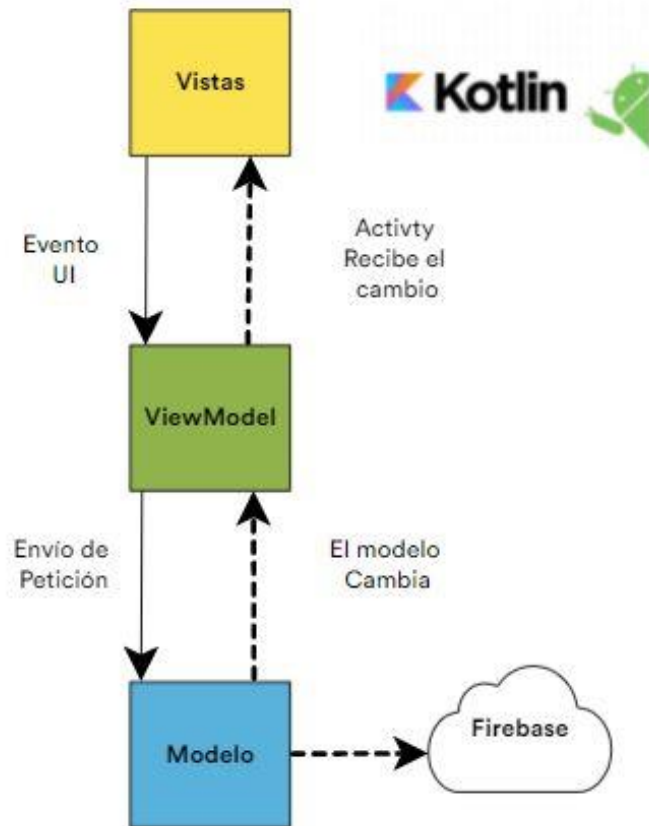 Vistas
Kotlin
Evento
UI
Activty
Recibe el
cambio
ViewModel
Envío de
Petición
El modelo
Cambia
Modelo
Firebase